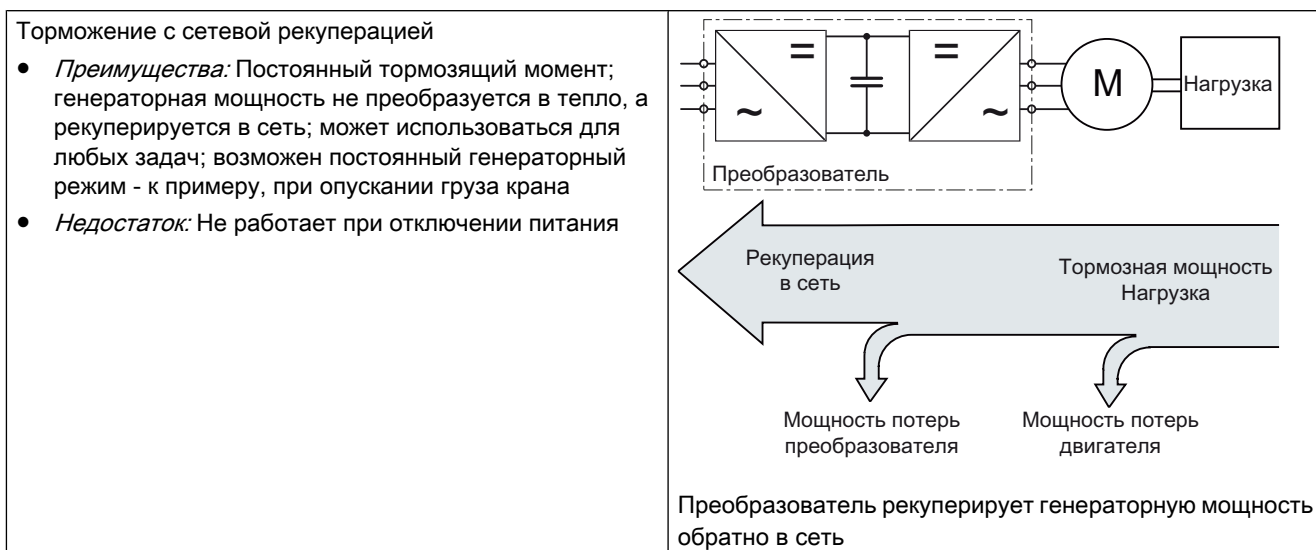 Торможение с сетевой рекуперацией
● Преимущества: Постоянный тормозящий момент;
генераторная мощность не преобразуется в тепло, а
рекуперируется в сеть; может использоваться для
любых задач; возможен постоянный генераторный
режим - к примеру, при опускании груза крана
● Недостаток: Не работает при отключении питания
=
~
=
~
M
Нагрузка
Преобразователь
Рекуперация
в сеть
Тормозная мощность
Нагрузка
Мощность потерь
преобразователя
Мощность потерь
двигателя
Преобразователь рекуперирует генераторную мощность
обратно в сеть